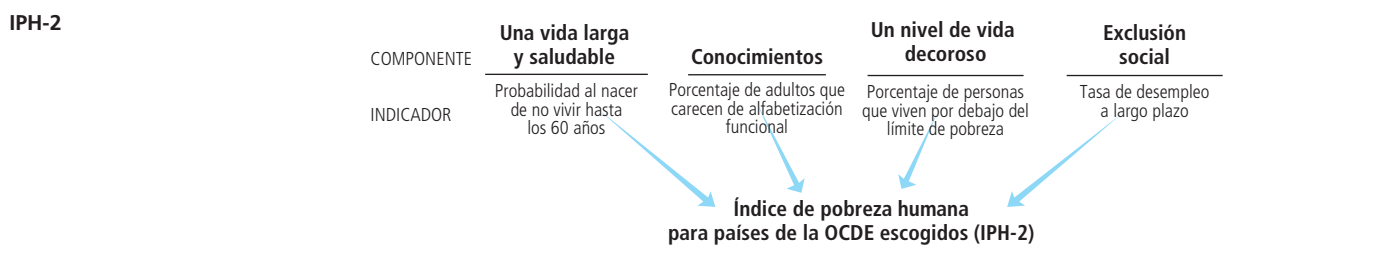 IPH-2
COMPONENTE
Una vida larga
y saludable
Conocimientos
Un nivel de vida
decoroso
Exclusión
social
INDICADOR
Probabilidad al nacer
de no vivir hasta
los 60 años
Porcentaje de adultos que
carecen de alfabetización
funcional
Porcentaje de personas
que viven por debajo del
límite de pobreza
Tasa de desempleo
a largo plazo
Índice de pobreza humana
para países de la OCDE escogidos (IPH-2)